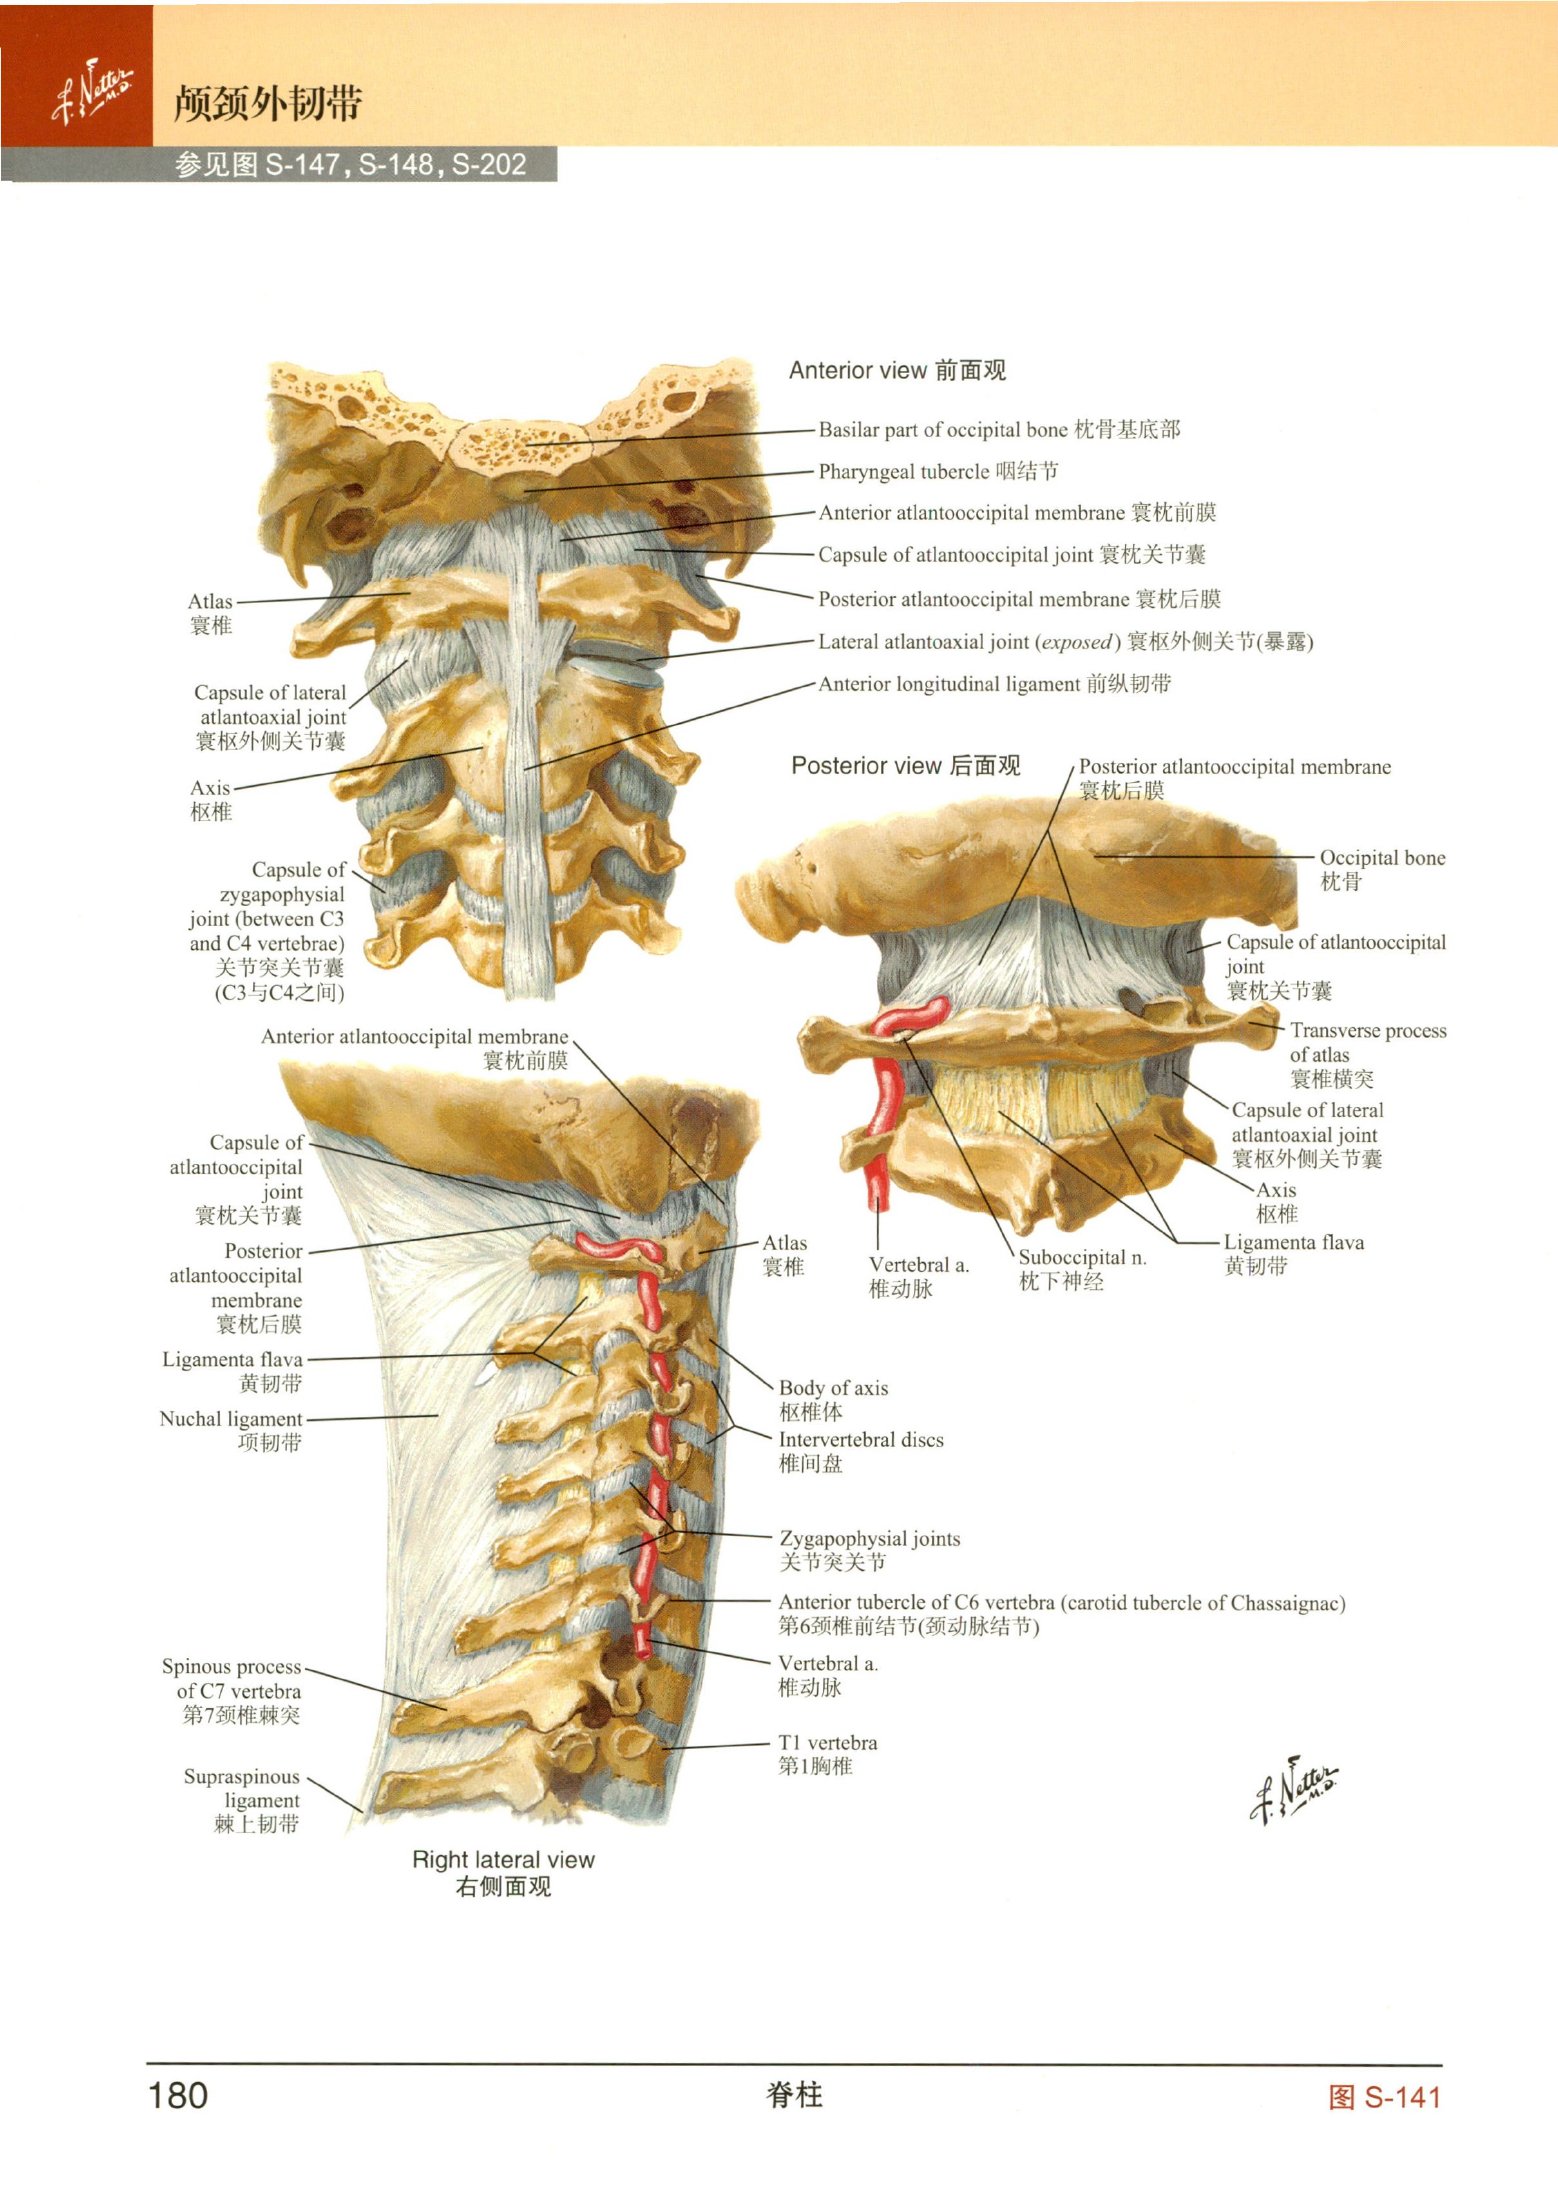 F. Netter M.D.
颅颈外韧带
参见图 S-147, S-148, S-202
Anterior view 前面观
Basilar part of occipital bone 枕骨基底部
Pharyngeal tubercle 咽结节
Anterior atlantooccipital membrane 寰枕前膜
Capsule of atlantooccipital joint 寰枕关节囊
Posterior atlantooccipital membrane 寰枕后膜
Lateral atlantoaxial joint (exposed) 寰枢外侧关节(暴露)
Anterior longitudinal ligament 前纵韧带
Atlas
寰椎
Capsule of lateral
atlantoaxial joint
寰枢外侧关节囊
Axis
枢椎
Capsule of
zygapophysial
joint (between C3
and C4 vertebrae)
关节突关节囊
(C3与C4之间)
Posterior view 后面观
Posterior atlantooccipital membrane
寰枕后膜
Occipital bone
枕骨
Capsule of atlantooccipital
joint
寰枕关节囊
Transverse process
of atlas
寰椎横突
Capsule of lateral
atlantoaxial joint
寰枢外侧关节囊
Axis
枢椎
Ligamenta flava
黄韧带
Suboccipital n.
枕下神经
Vertebral a.
椎动脉
Anterior atlantooccipital membrane
寰枕前膜
Capsule of
atlantooccipital
joint
寰枕关节囊
Posterior
atlantooccipital
membrane
寰枕后膜
Ligamenta flava
黄韧带
Nuchal ligament
项韧带
Spinous process
of C7 vertebra
第7颈椎棘突
Supraspinous
ligament
棘上韧带
Atlas
寰椎
Body of axis
枢椎体
Intervertebral discs
椎间盘
Zygapophysial joints
关节突关节
Anterior tubercle of C6 vertebra (carotid tubercle of Chassaignac)
第6颈椎前结节(颈动脉结节)
Vertebral a.
椎动脉
T1 vertebra
第1胸椎
Right lateral view
右侧面观
F. Netter M.D.
180
脊柱
图 S-141